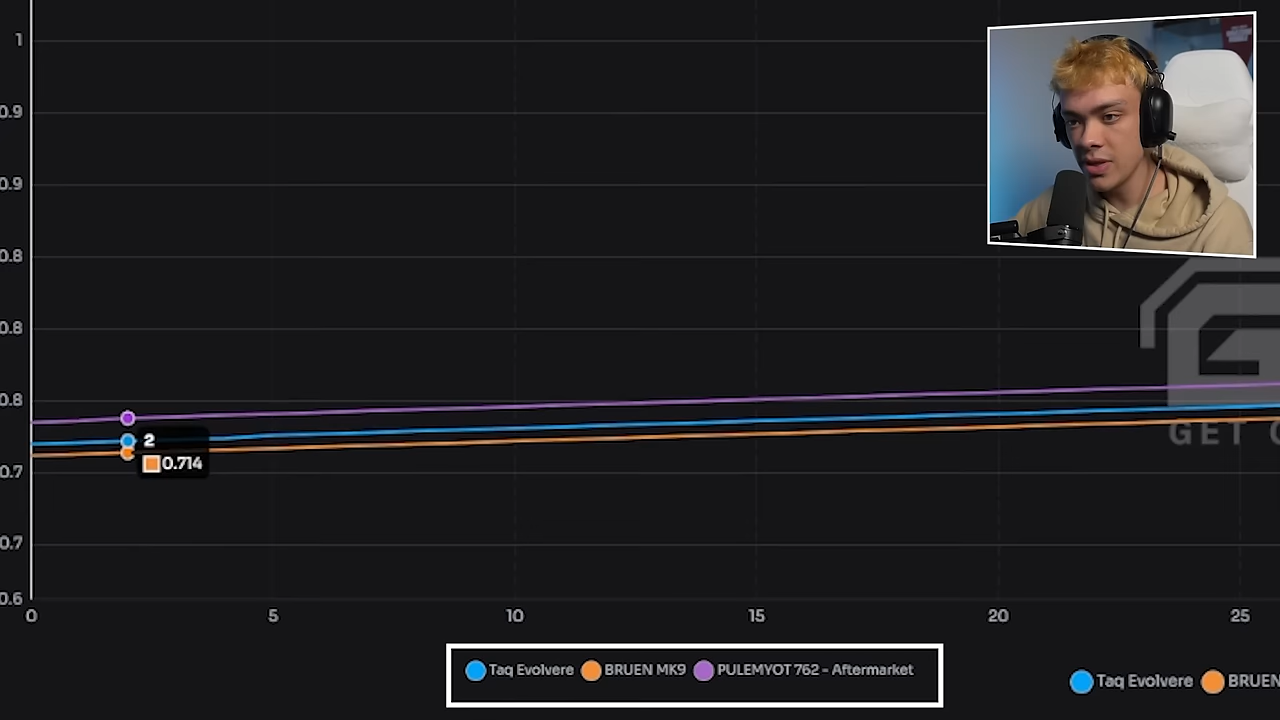 1
0.9
0.9
0.8
0.8
0.8
0.7
0.7
0.6
2
0.714
0 5 10 15 20 25
GET
Taq Evolvere BRUEN MK9 PULEMYOT 762 - Aftermarket
Taq Evolvere BRUEN